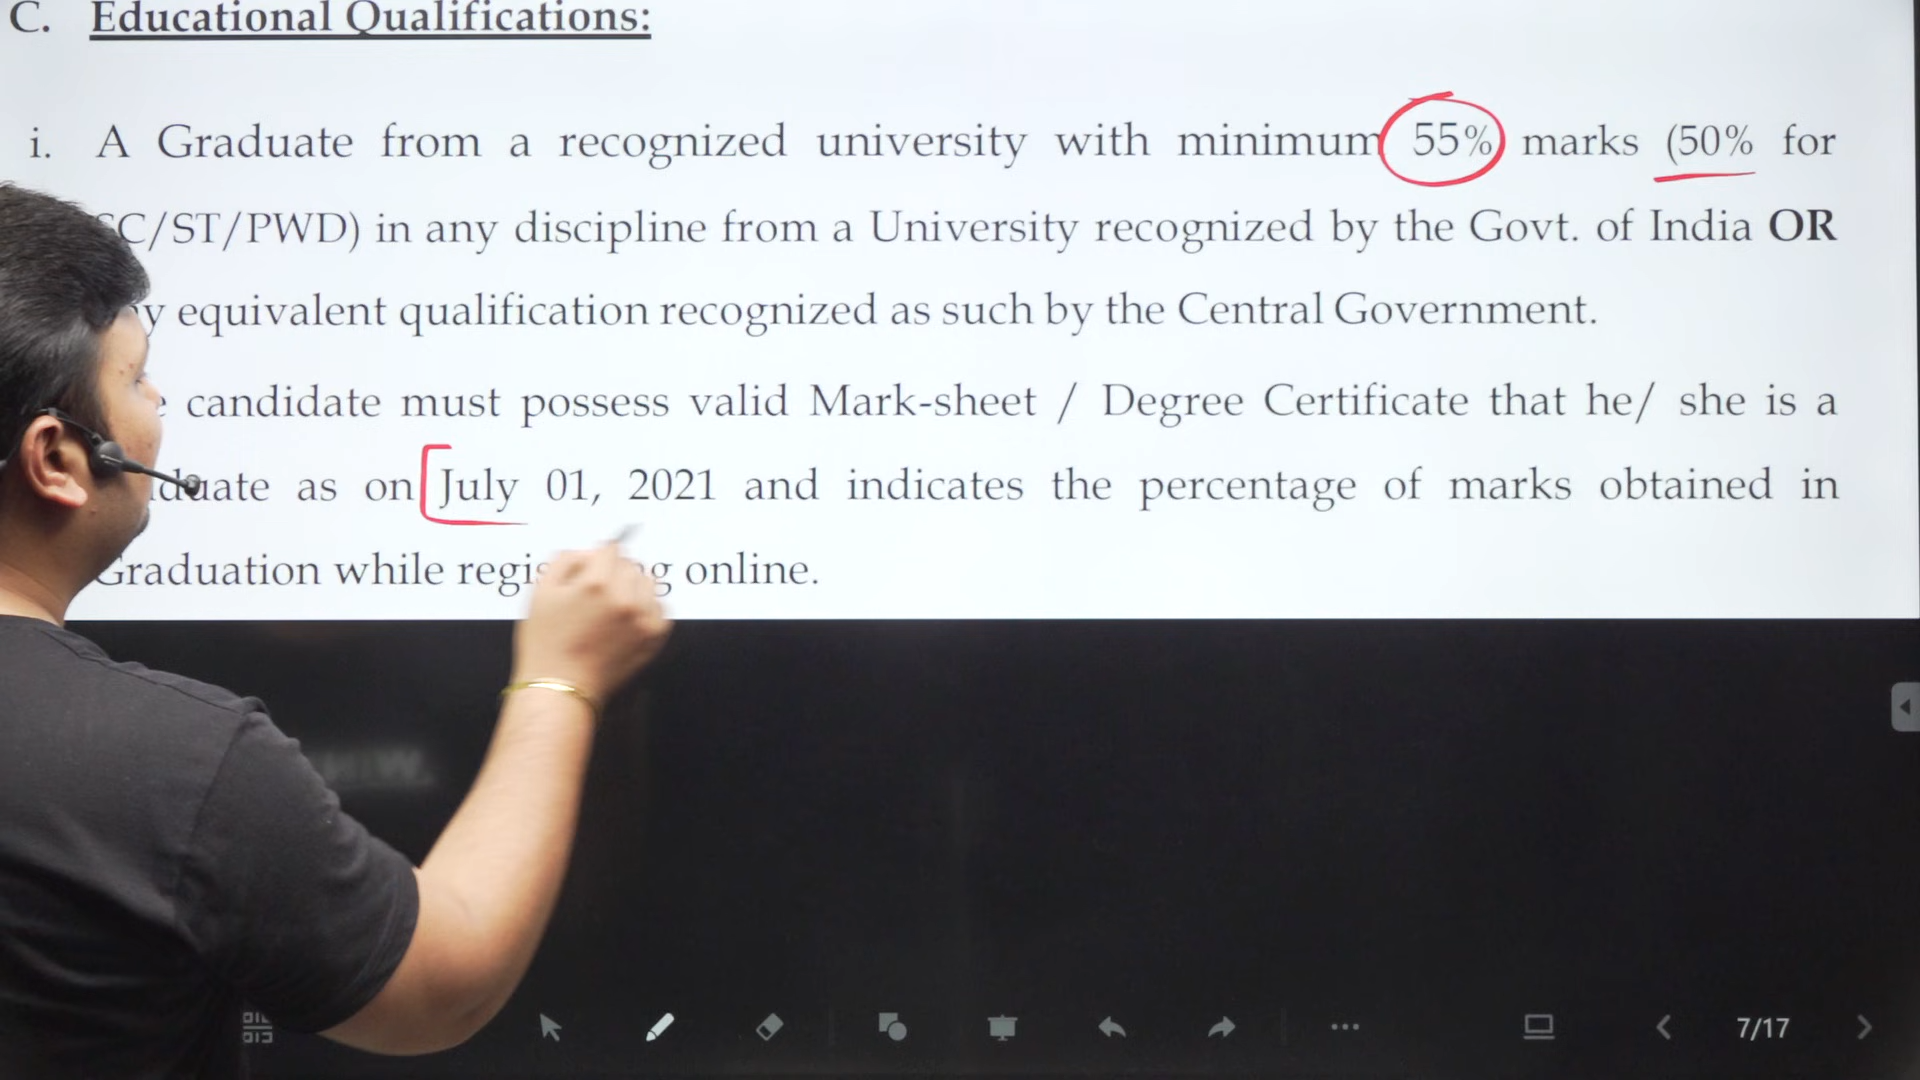 C. Educational Qualifications:
i. A Graduate from a recognized university with minimum 55% marks (50% for
C/ST/PWD) in any discipline from a University recognized by the Govt. of India OR
y equivalent qualification recognized as such by the Central Government.
candidate must possess valid Mark-sheet / Degree Certificate that he/ she is a
duate as on July 01, 2021 and indicates the percentage of marks obtained in
Graduation while regis g online.
7/17